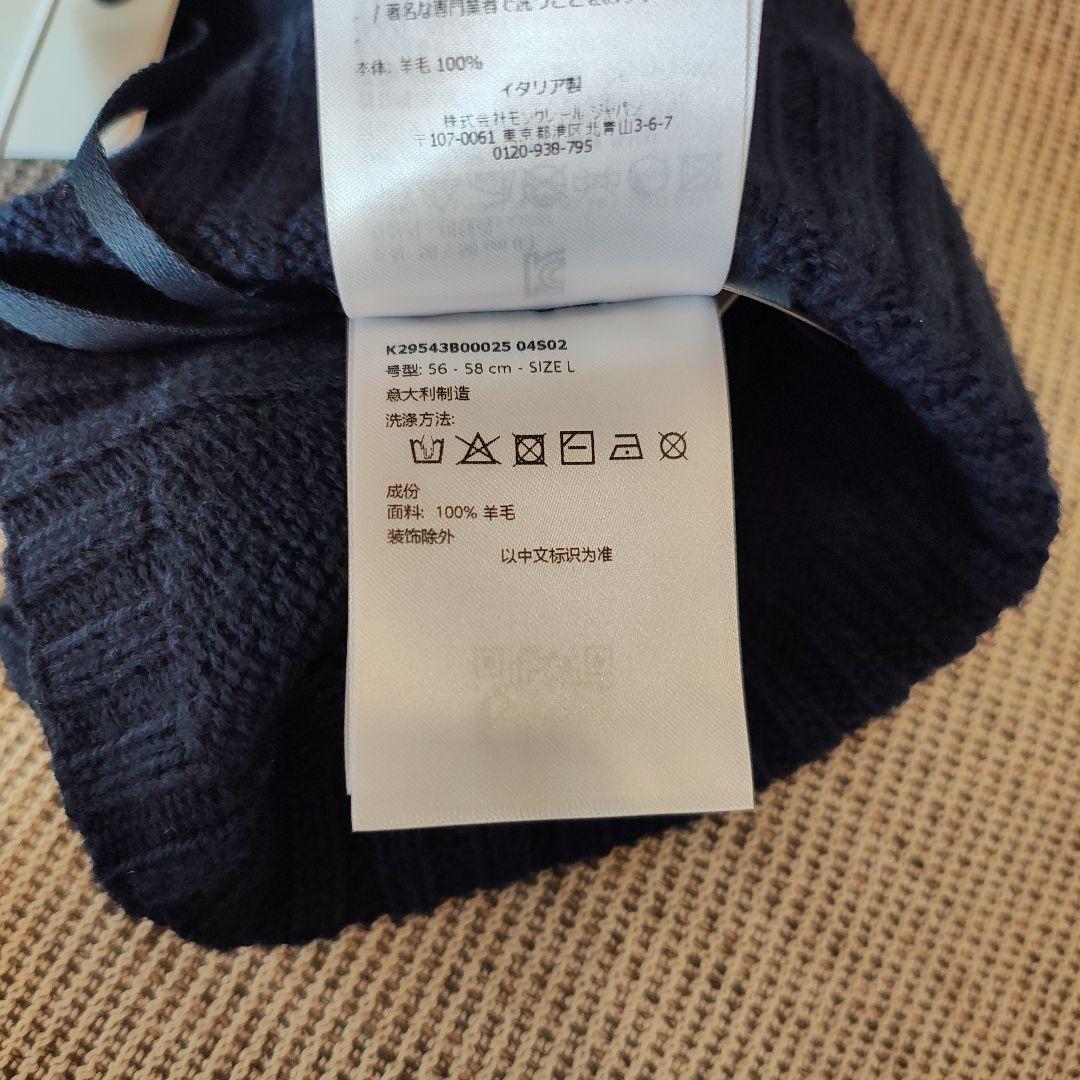 / 著名な専門業者で洗うことをお
本体: 羊毛 100%
イタリア製
株式会社モンクレール ジャパン
〒107-0061 東京都港区北青山3-6-7
0120-938-795
K29543B00025 04S02
号型: 56 - 58 cm - SIZE L
意大利制造
洗涤方法:
成份
面料: 100% 羊毛
装饰除外
以中文标识为准